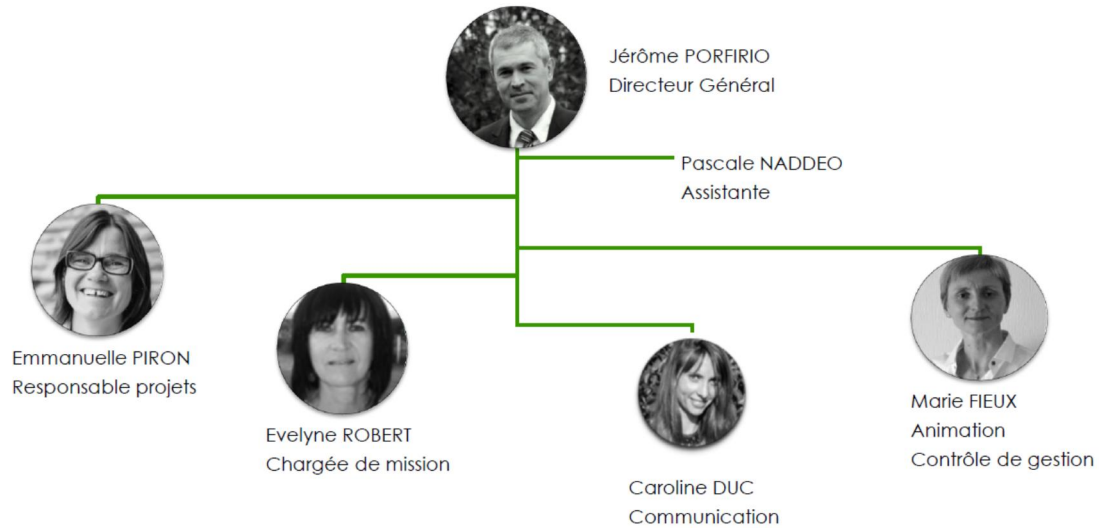 Jérôme PORFIRIO
Directeur Général
Pascale NADDEO
Assistante
Emmanuelle PIRON
Responsable projets
Evelyne ROBERT
Chargée de mission
Caroline DUC
Communication
Marie FIEUX
Animation
Contrôle de gestion